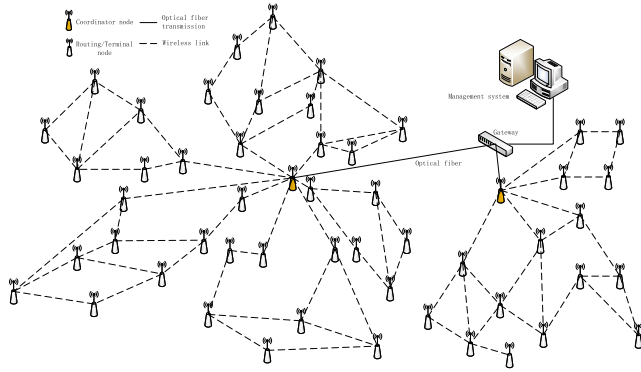 Coordinator node
Optical fiber
transmission
Routing/Terminal
node
Wireless link
Management system
Gateway
Optical fiber